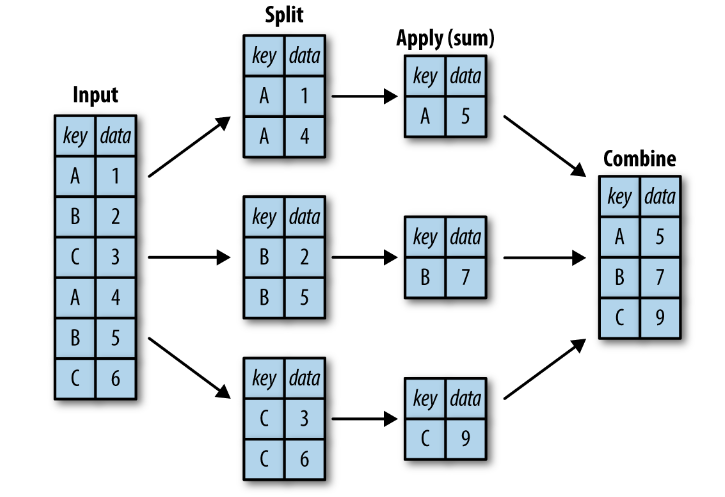 Input
key data
A 1
B 2
C 3
A 4
B 5
C 6
Split
key data
A 1
A 4
key data
B 2
B 5
key data
C 3
C 6
Apply (sum)
key data
A 5
key data
B 7
key data
C 9
Combine
key data
A 5
B 7
C 9